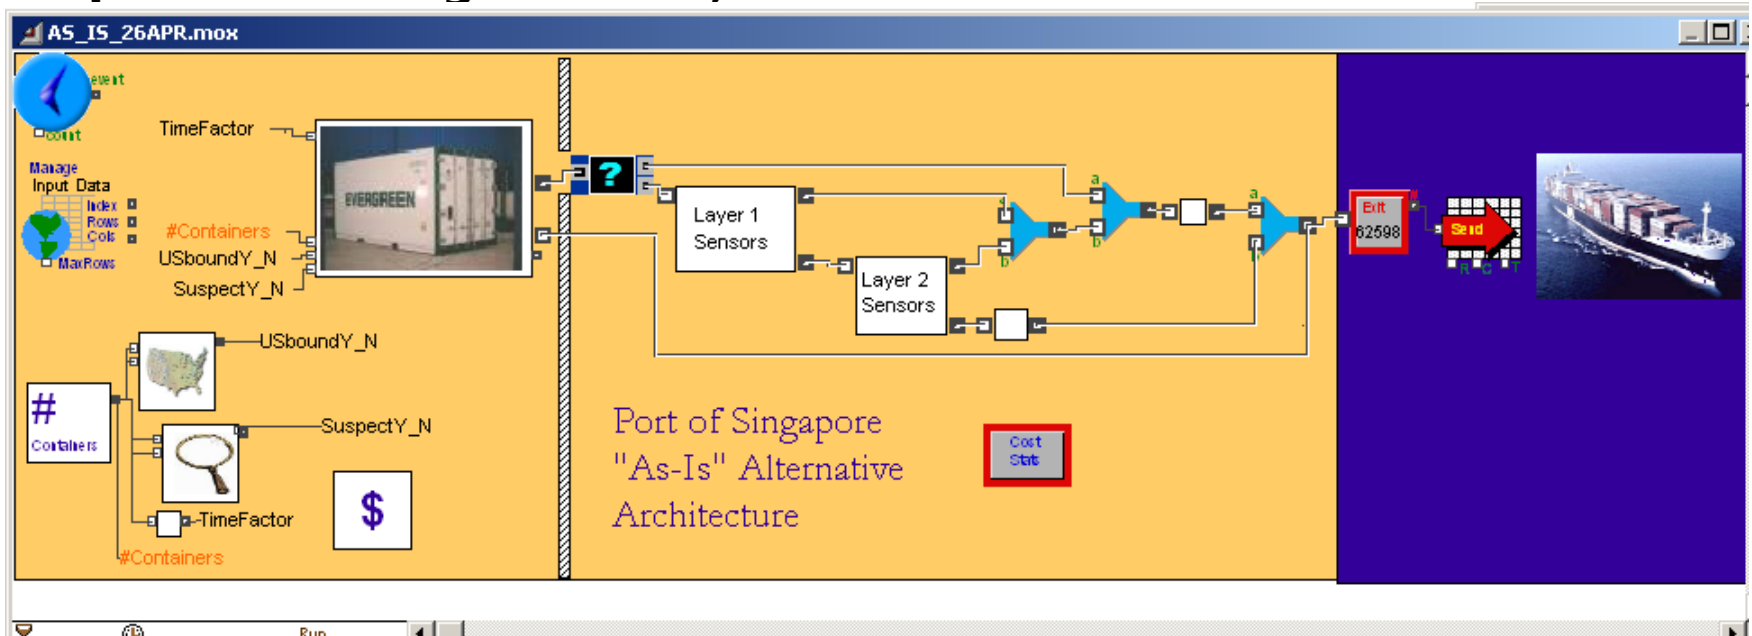 AS_IS_26APR.mox
event
count
TimeFactor
Manage
Input Data
Index
Rows
Cols
MaxRows
#Containers
USboundY_N
SuspectY_N
EVERGREEN
?
Layer 1
Sensors
Layer 2
Sensors
a
b
b
a
Exit
62598
#
Send
R C T
USboundY_N
#
Containers
SuspectY_N
TimeFactor
#Containers
$
Port of Singapore
"As-Is" Alternative
Architecture
Cost
Stats
Run